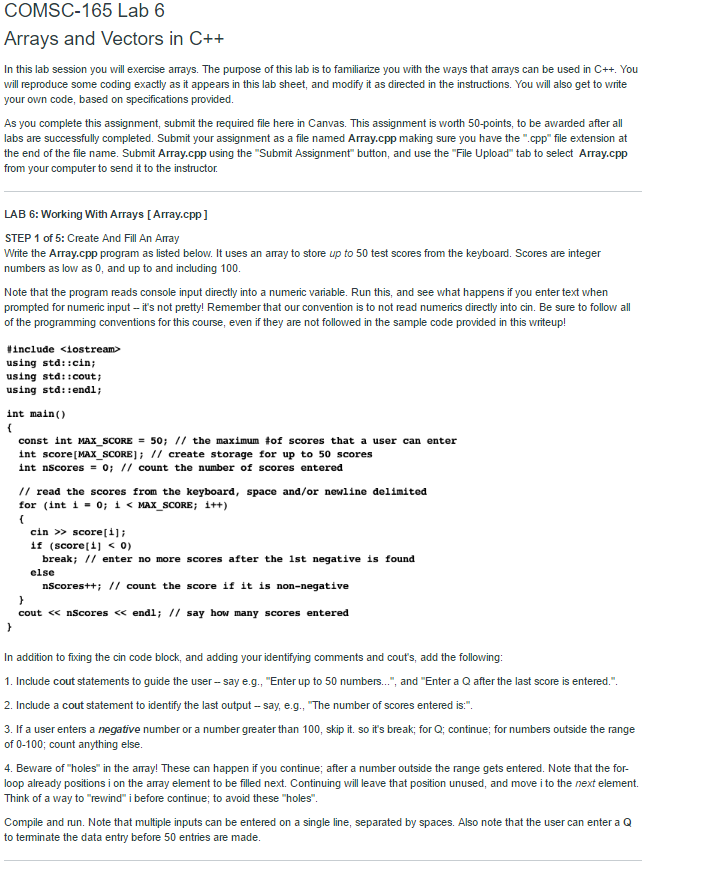 COMSC-165 Lab 6
Arrays and Vectors in C++
In this lab session you will exercise arrays. The purpose of this lab is to familiarize you with the ways that arrays can be used in C++. You
will reproduce some coding exactly as it appears in this lab sheet, and modify it as directed in the instructions. You will also get to write
your own code, based on specifications provided.
As you complete this assignment, submit the required file here in Canvas. This assignment is worth 50-points, to be awarded after all
labs are successfully completed. Submit your assignment as a file named Array.cpp making sure you have the ".cpp" file extension at
the end of the file name. Submit Array.cpp using the "Submit Assignment" button, and use the "File Upload" tab to select Array.cpp
from your computer to send it to the instructor.
LAB 6: Working With Arrays [ Array.cpp ]
STEP 1 of 5: Create And Fill An Array
Write the Array.cpp program as listed below. It uses an array to store up to 50 test scores from the keyboard. Scores are integer
numbers as low as 0, and up to and including 100.
Note that the program reads console input directly into a numeric variable. Run this, and see what happens if you enter text when
prompted for numeric input -- it's not pretty! Remember that our convention is to not read numerics directly into cin. Be sure to follow all
of the programming conventions for this course, even if they are not followed in the sample code provided in this writeup!
#include <iostream>
using std::cin;
using std::cout;
using std::endl;
int main()
{
const int MAX_SCORE = 50; // the maximum #of scores that a user can enter
int score[MAX_SCORE]; // create storage for up to 50 scores
int nScores = 0; // count the number of scores entered
// read the scores from the keyboard, space and/or newline delimited
for (int i = 0; i < MAX_SCORE; i++)
{
cin >> score[i];
if (score[i] < 0)
break; // enter no more scores after the 1st negative is found
else
nScores++; // count the score if it is non-negative
}
cout << nScores << endl; // say how many scores entered
}
In addition to fixing the cin code block, and adding your identifying comments and cout's, add the following:
1. Include cout statements to guide the user -- say e.g., "Enter up to 50 numbers...", and "Enter a Q after the last score is entered.".
2. Include a cout statement to identify the last output -- say, e.g., "The number of scores entered is:".
3. If a user enters a negative number or a number greater than 100, skip it. so it's break; for Q; continue; for numbers outside the range
of 0-100; count anything else.
4. Beware of "holes" in the array! These can happen if you continue; after a number outside the range gets entered. Note that the for-
loop already positions i on the array element to be filled next. Continuing will leave that position unused, and move i to the next element.
Think of a way to "rewind" i before continue; to avoid these "holes".
Compile and run. Note that multiple inputs can be entered on a single line, separated by spaces. Also note that the user can enter a Q
to terminate the data entry before 50 entries are made.